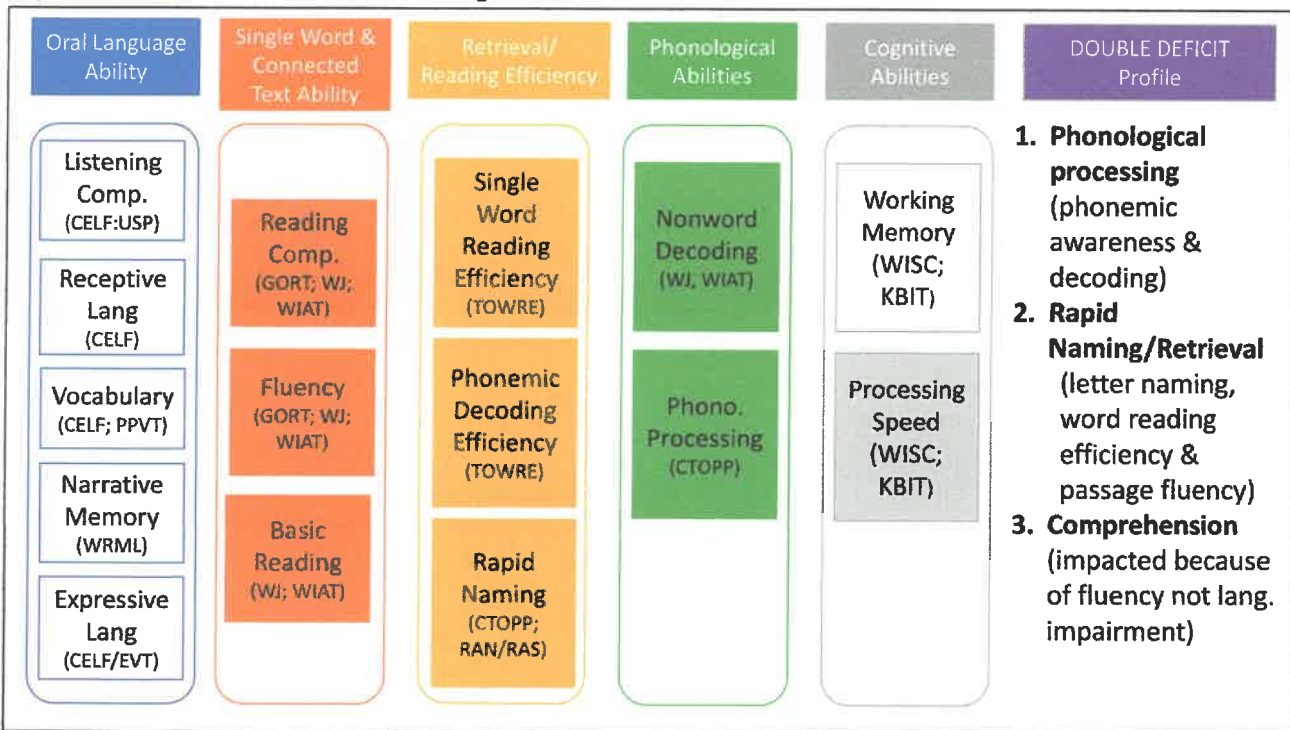 Oral Language
Ability
Single Word &
Connected
Text Ability
Retrieval/
Reading Efficiency
Phonological
Abilities
Cognitive
Abilities
DOUBLE DEFICIT
Profile
Listening
Comp.
(CELF:USP)
Receptive
Lang
(CELF)
Vocabulary
(CELF; PPVT)
Narrative
Memory
(WRML)
Expressive
Lang
(CELF/EVT)
Reading
Comp.
(GORT; WJ;
WIAT)
Fluency
(GORT; WJ;
WIAT)
Basic
Reading
(WJ; WIAT)
Single
Word
Reading
Efficiency
(TOWRE)
Phonemic
Decoding
Efficiency
(TOWRE)
Rapid
Naming
(CTOPP;
RAN/RAS)
Nonword
Decoding
(WJ, WIAT)
Phono.
Processing
(CTOPP)
Working
Memory
(WISC;
KBIT)
Processing
Speed
(WISC;
KBIT)
1. Phonological
processing
(phonemic
awareness &
decoding)
2. Rapid
Naming/Retrieval
(letter naming,
word reading
efficiency &
passage fluency)
3. Comprehension
(impacted because
of fluency not lang.
impairment)